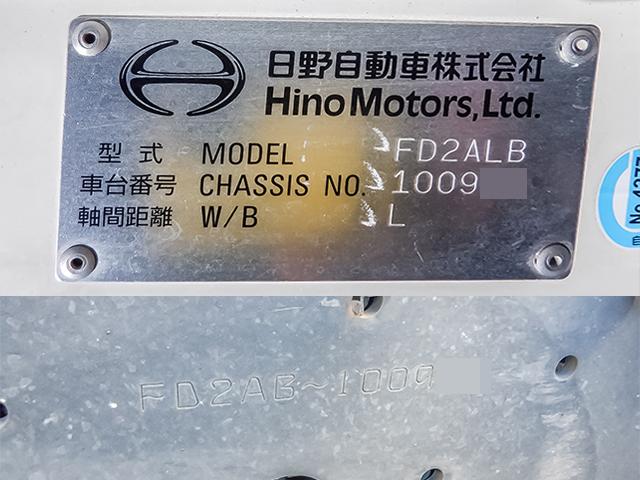 日野自動車株式会社
Hino Motors, Ltd.
型式 MODEL FD2ALB
車台番号 CHASSIS NO. 1009
軸間距離 W/B L
FD2AB~1009